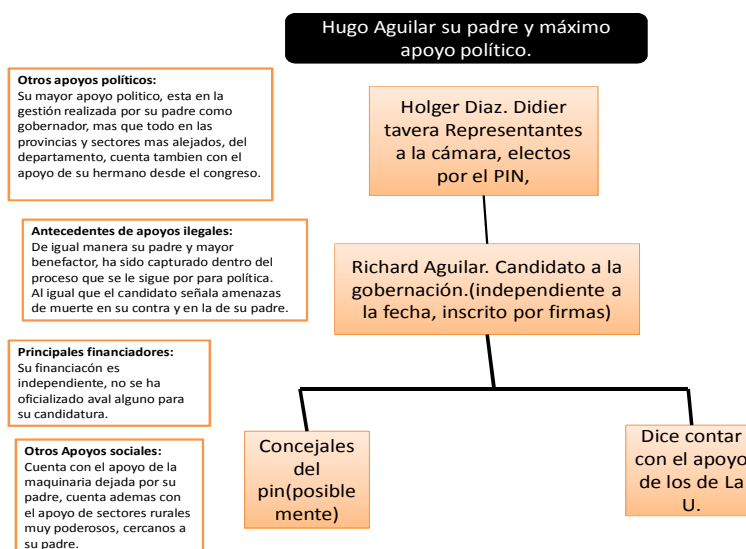 Hugo Aguilar su padre y máximo
apoyo político.
Otros apoyos políticos:
Su mayor apoyo politico, esta en la
gestión realizada por su padre como
gobernador, mas que todo en las
provincias y sectores mas alejados, del
departamento, cuenta tambien con el
apoyo de su hermano desde el congreso.
Holger Diaz. Didier
tavera Representantes
a la cámara, electos
por el PIN,
Antecedentes de apoyos ilegales:
De igual manera su padre y mayor
benefactor, ha sido capturado dentro del
proceso que se le sigue por para política.
Al igual que el candidato señala amenazas
de muerte en su contra y en la de su padre.
Richard Aguilar. Candidato a la
gobernación.(independiente a
la fecha, inscrito por firmas)
Principales financiadores:
Su financiacón es
independiente, no se ha
oficializado aval alguno para
su candidatura.
Otros Apoyos sociales:
Cuenta con el apoyo de la
maquinaria dejada por su
padre, cuenta ademas con
el apoyo de sectores rurales
muy poderosos, cercanos a
su padre.
Concejales
del
pin(posible
mente)
Dice contar
con el apoyo
de los de La
U.